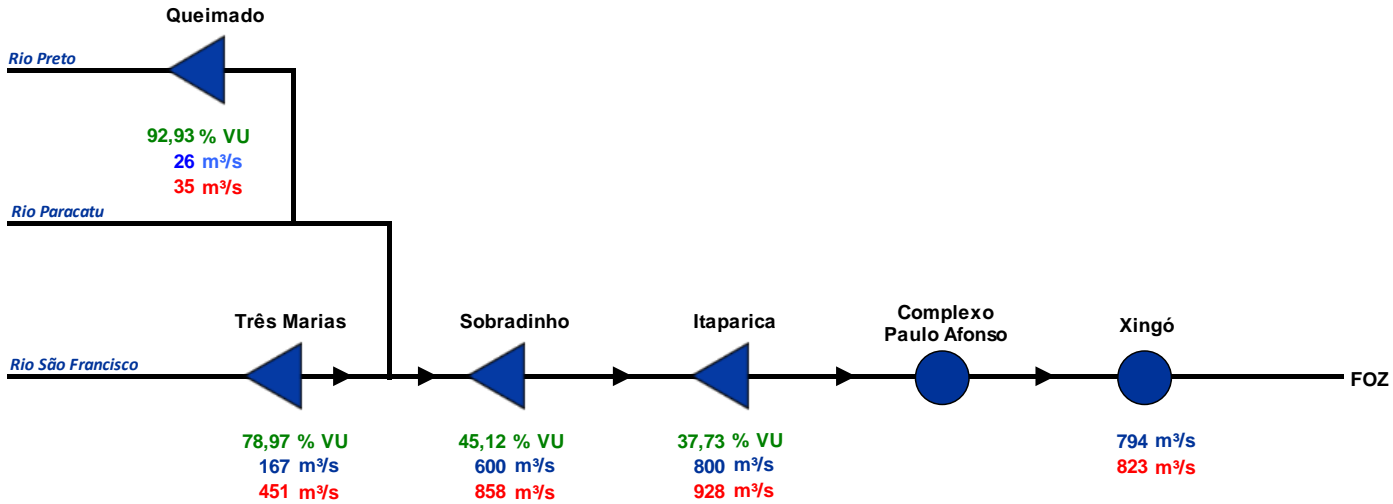 Queimado
Rio Preto
92,93 % VU
26 m³/s
35 m³/s
Rio Paracatu
Três Marias
Sobradinho
Itaparica
Complexo
Paulo Afonso
Xingó
Rio São Francisco
FOZ
78,97 % VU
167 m³/s
451 m³/s
45,12 % VU
600 m³/s
858 m³/s
37,73 % VU
800 m³/s
928 m³/s
794 m³/s
823 m³/s